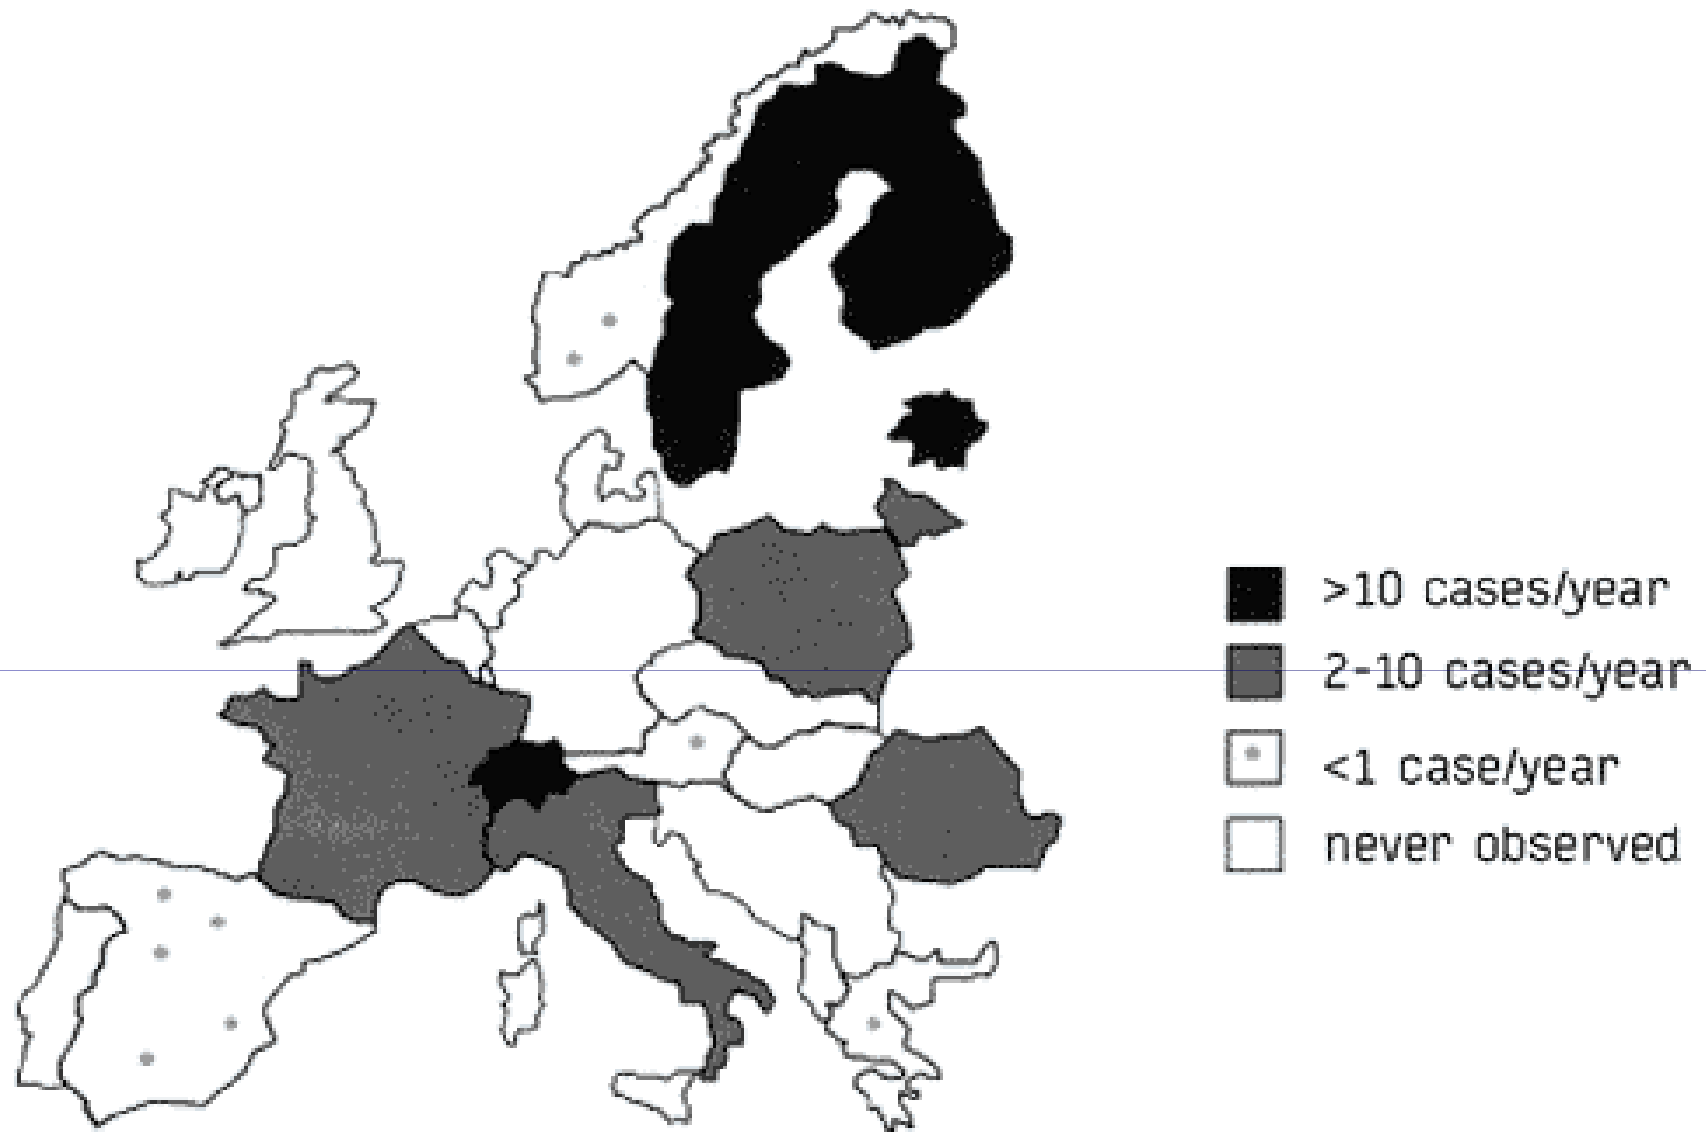 >10 cases/year
2-10 cases/year
<1 case/year
never observed